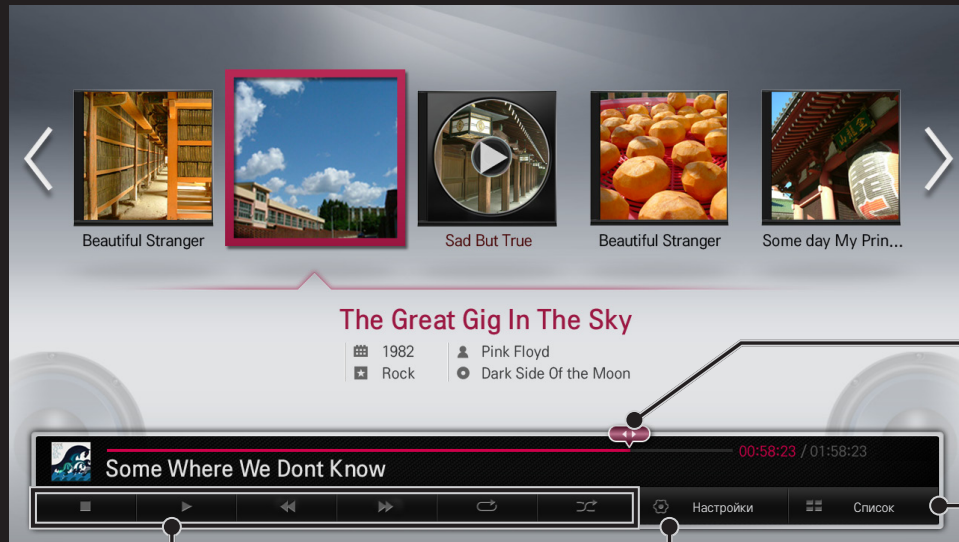 Beautiful Stranger
Sad But True
Beautiful Stranger
Some day My Prin...
The Great Gig In The Sky
1982
Pink Floyd
Rock
Dark Side Of the Moon
00:58:23 / 01:58:23
Some Where We Dont Know
Настройки
Список